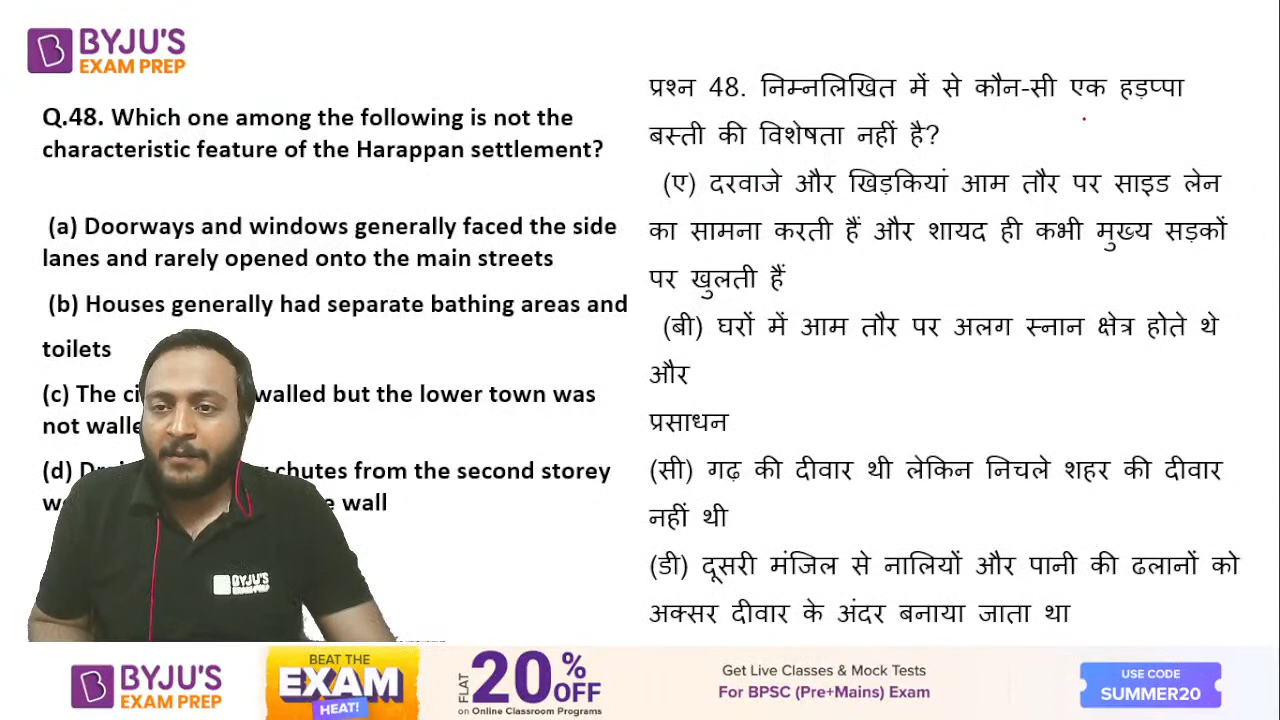 BYJU'S
EXAM PREP
Q.48. Which one among the following is not the
characteristic feature of the Harappan settlement?
(a) Doorways and windows generally faced the side
lanes and rarely opened onto the main streets
(b) Houses generally had separate bathing areas and
toilets
(c) The walled but the lower town was
not
(d) chutes from the second storey
wall
प्रश्न 48. निम्नलिखित में से कौन-सी एक हड़प्पा
बस्ती की विशेषता नहीं है?
(ए) दरवाजे और खिड़कियां आम तौर पर साइड लेन
का सामना करती हैं और शायद ही कभी मुख्य सड़कों
पर खुलती हैं
(बी) घरों में आम तौर पर अलग स्नान क्षेत्र होते थे
और
प्रसाधन
(सी) गढ़ की दीवार थी लेकिन निचले शहर की दीवार
नहीं थी
(डी) दूसरी मंजिल से नालियों और पानी की ढलानों को
अक्सर दीवार के अंदर बनाया जाता था
BYJU'S
EXAM PREP
BYJU'S
EXAM PREP
BEAT THE
EXAM
HEAT!
FLAT 20% OFF
on Online Classroom Programs
Get Live Classes & Mock Tests
For BPSC (Pre+Mains) Exam
USE CODE
SUMMER20